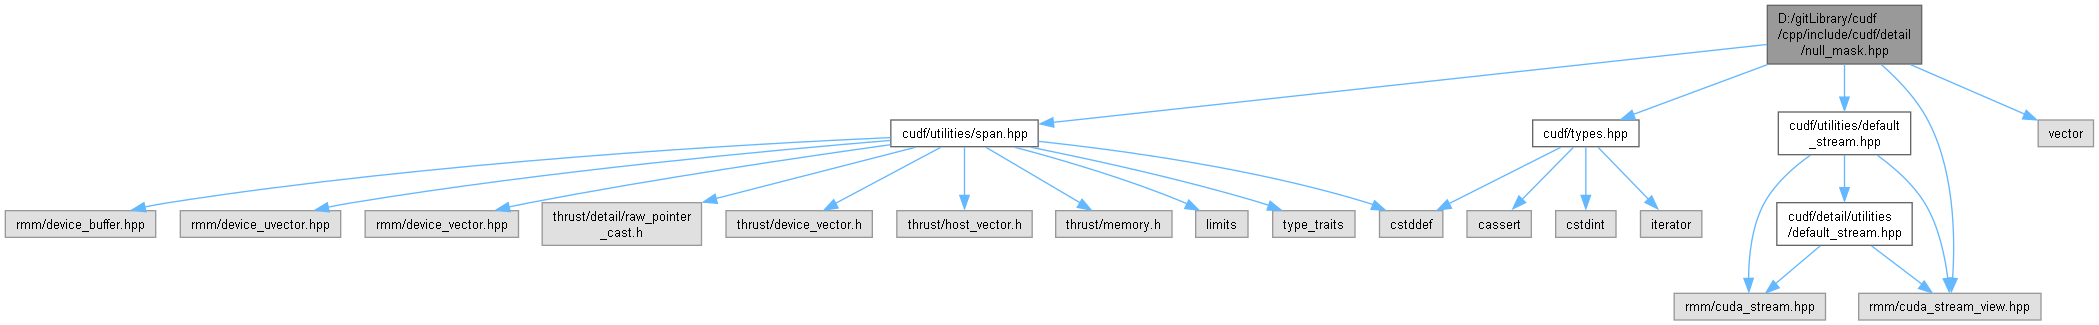 D:/gitLibrary/cudf
/cpp/include/cudf/detail
/null_mask.hpp
cudf/utilities/span.hpp
cudf/types.hpp
cudf/utilities/default
_stream.hpp
vector
rmm/device_buffer.hpp
rmm/device_uvector.hpp
rmm/device_vector.hpp
thrust/detail/raw_pointer
_cast.h
thrust/device_vector.h
thrust/host_vector.h
thrust/memory.h
limits
type_traits
cstddef
cassert
cstdint
iterator
cudf/detail/utilities
/default_stream.hpp
rmm/cuda_stream.hpp
rmm/cuda_stream_view.hpp